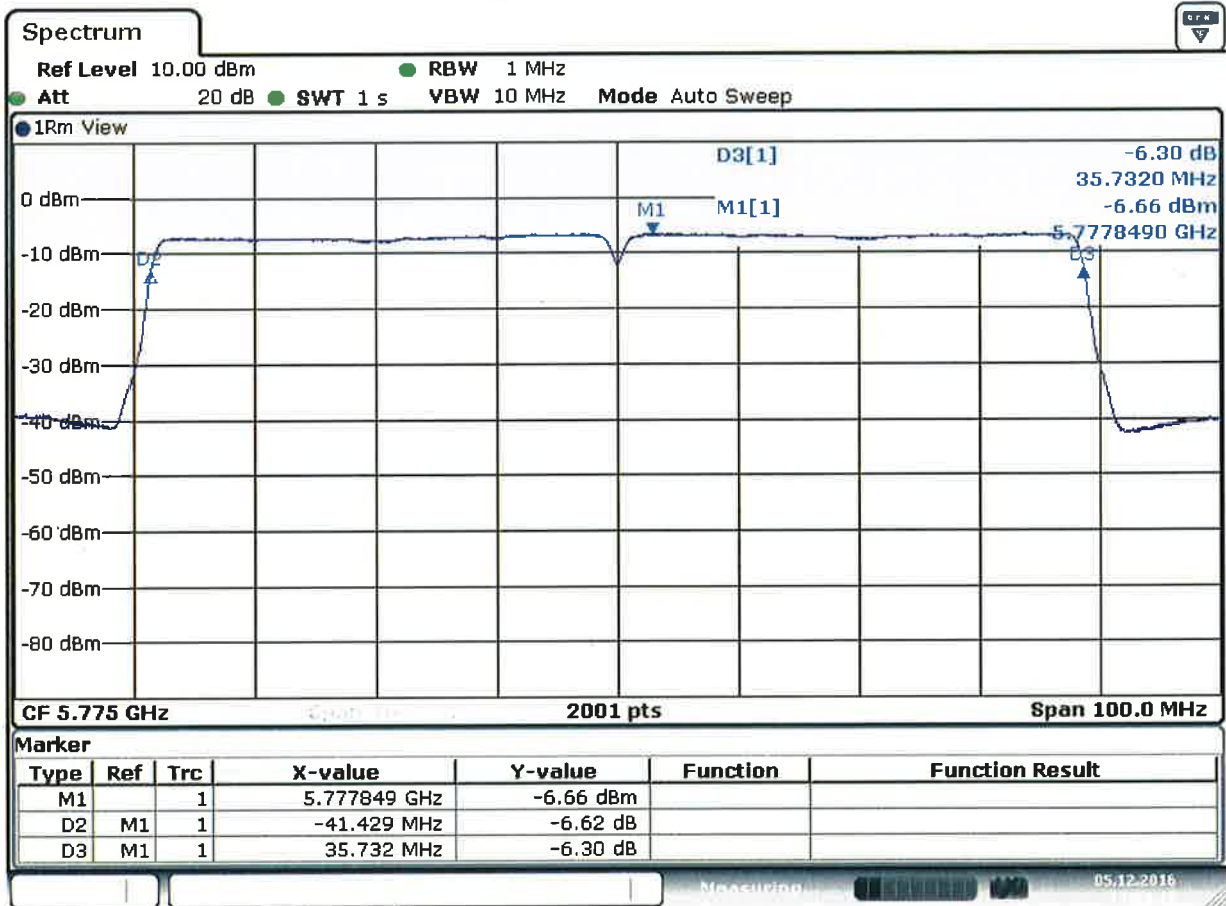 Spectrum
Ref Level 10.00 dBm RBW 1 MHz
Att 20 dB SWT 1 s VBW 10 MHz Mode Auto Sweep
1Rm View
D3[1] -6.30 dB
35.7320 MHz
M1[1] -6.66 dBm
5.7778490 GHz
M1
D2
D3
0 dBm
-10 dBm
-20 dBm
-30 dBm
-40 dBm
-50 dBm
-60 dBm
-70 dBm
-80 dBm
CF 5.775 GHz 2001 pts Span 100.0 MHz
Marker
Type Ref Trc X-value Y-value Function Function Result
M1 1 5.777849 GHz -6.66 dBm
D2 M1 1 -41.429 MHz -6.62 dB
D3 M1 1 35.732 MHz -6.30 dB
Measuring 05.12.2016